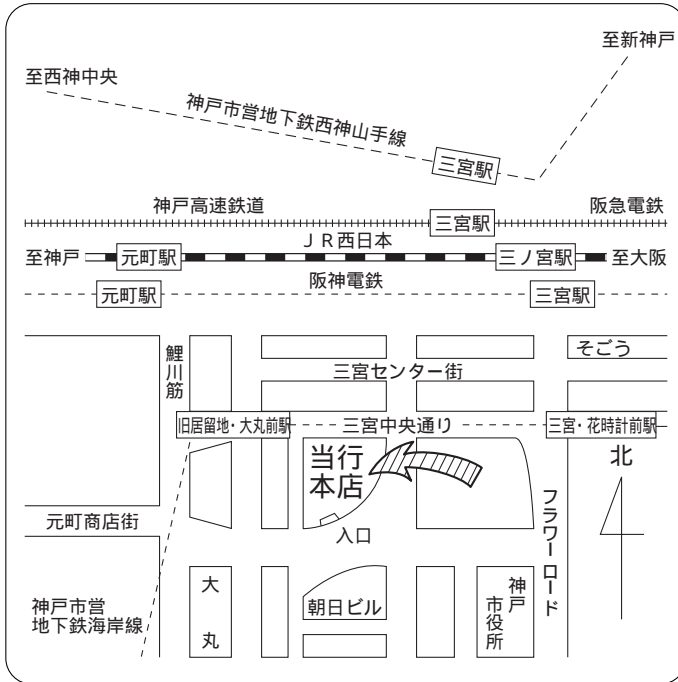 至新神戸
至西神中央
神戸市営地下鉄西神山手線
三宮駅
神戸高速鉄道
三宮駅
阪急電鉄
ＪＲ西日本
至神戸
元町駅
三ノ宮駅
至大阪
阪神電鉄
元町駅
三宮駅
鯉川筋
そごう
三宮センター街
旧居留地・大丸前駅
三宮中央通り
三宮・花時計前駅
当行
本店
北
入口
フラワーロード
元町商店街
神戸市営
地下鉄海岸線
大丸
朝日ビル
神戸
市役所